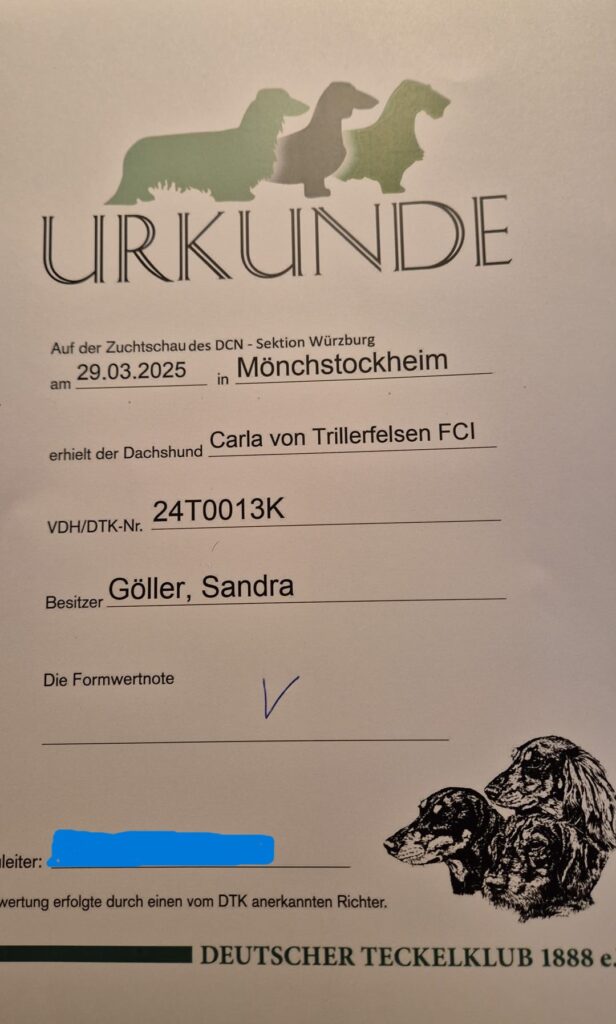 URKUNDE
Auf der Zuchtschau des DCN - Sektion Würzburg
am 29.03.2025 in Mönchstockheim
erhielt der Dachshund Carla von Trillerfelsen FCI
VDH/DTK-Nr. 24T0013K
Besitzer Göller, Sandra
Die Formwertnote
V
leiter:
wertung erfolgte durch einen vom DTK anerkannten Richter.
DEUTSCHER TECKELKLUB 1888 e.